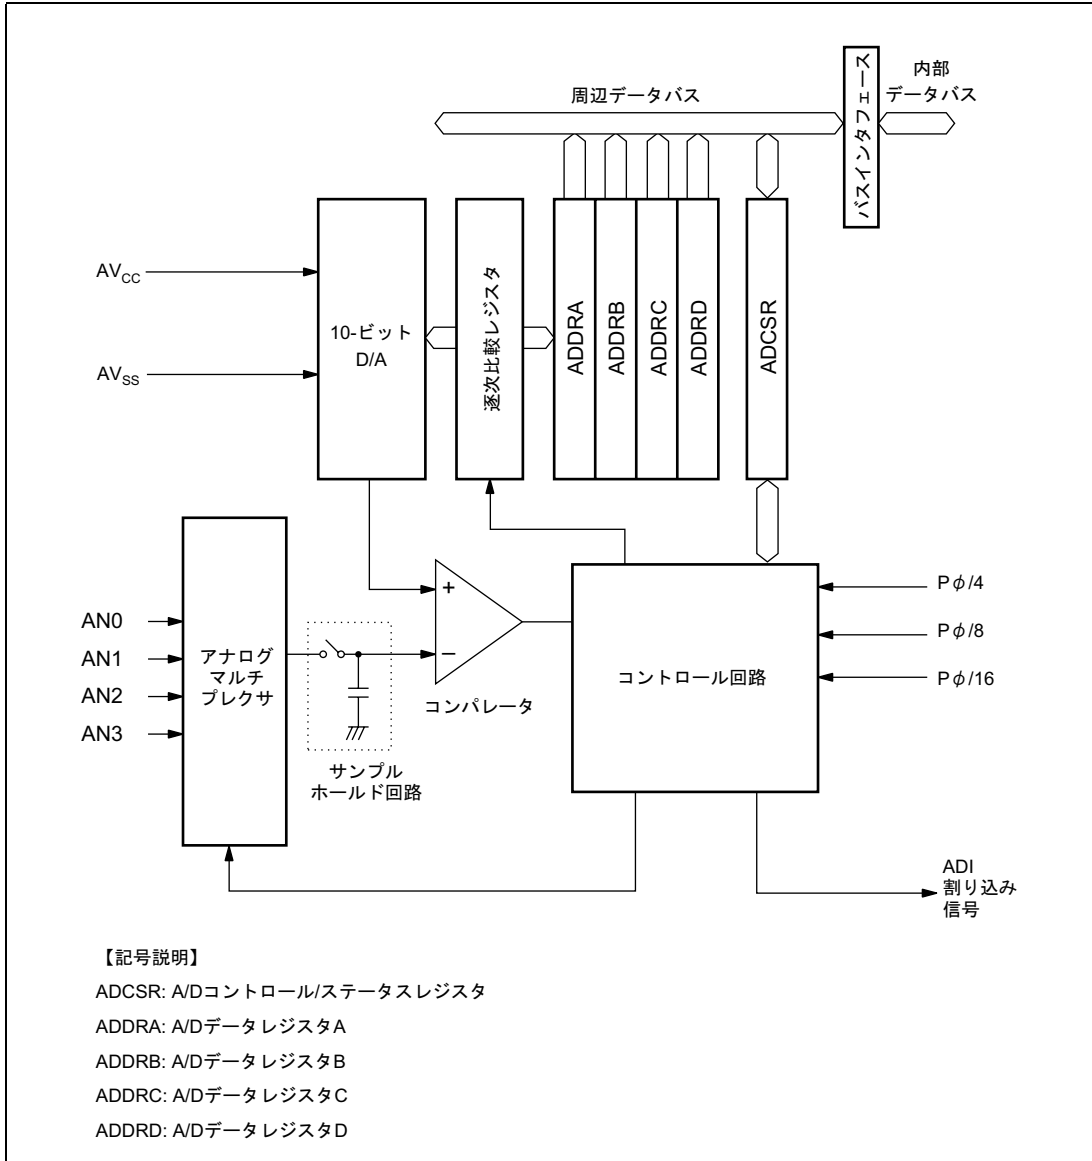 周辺データバス
バスインタフェース
内部
データバス
AVCC
AVSS
10-ビット
D/A
逐次比較レジスタ
ADDRA
ADDRB
ADDRC
ADDRD
ADCSR
AN0
AN1
AN2
AN3
アナログ
マルチ
プレクサ
+
−
コンパレータ
サンプル
ホールド回路
コントロール回路
Pφ/4
Pφ/8
Pφ/16
ADI
割り込み
信号
【記号説明】
ADCSR: A/Dコントロール/ステータスレジスタ
ADDRA: A/DデータレジスタA
ADDRB: A/DデータレジスタB
ADDRC: A/DデータレジスタC
ADDRD: A/DデータレジスタD